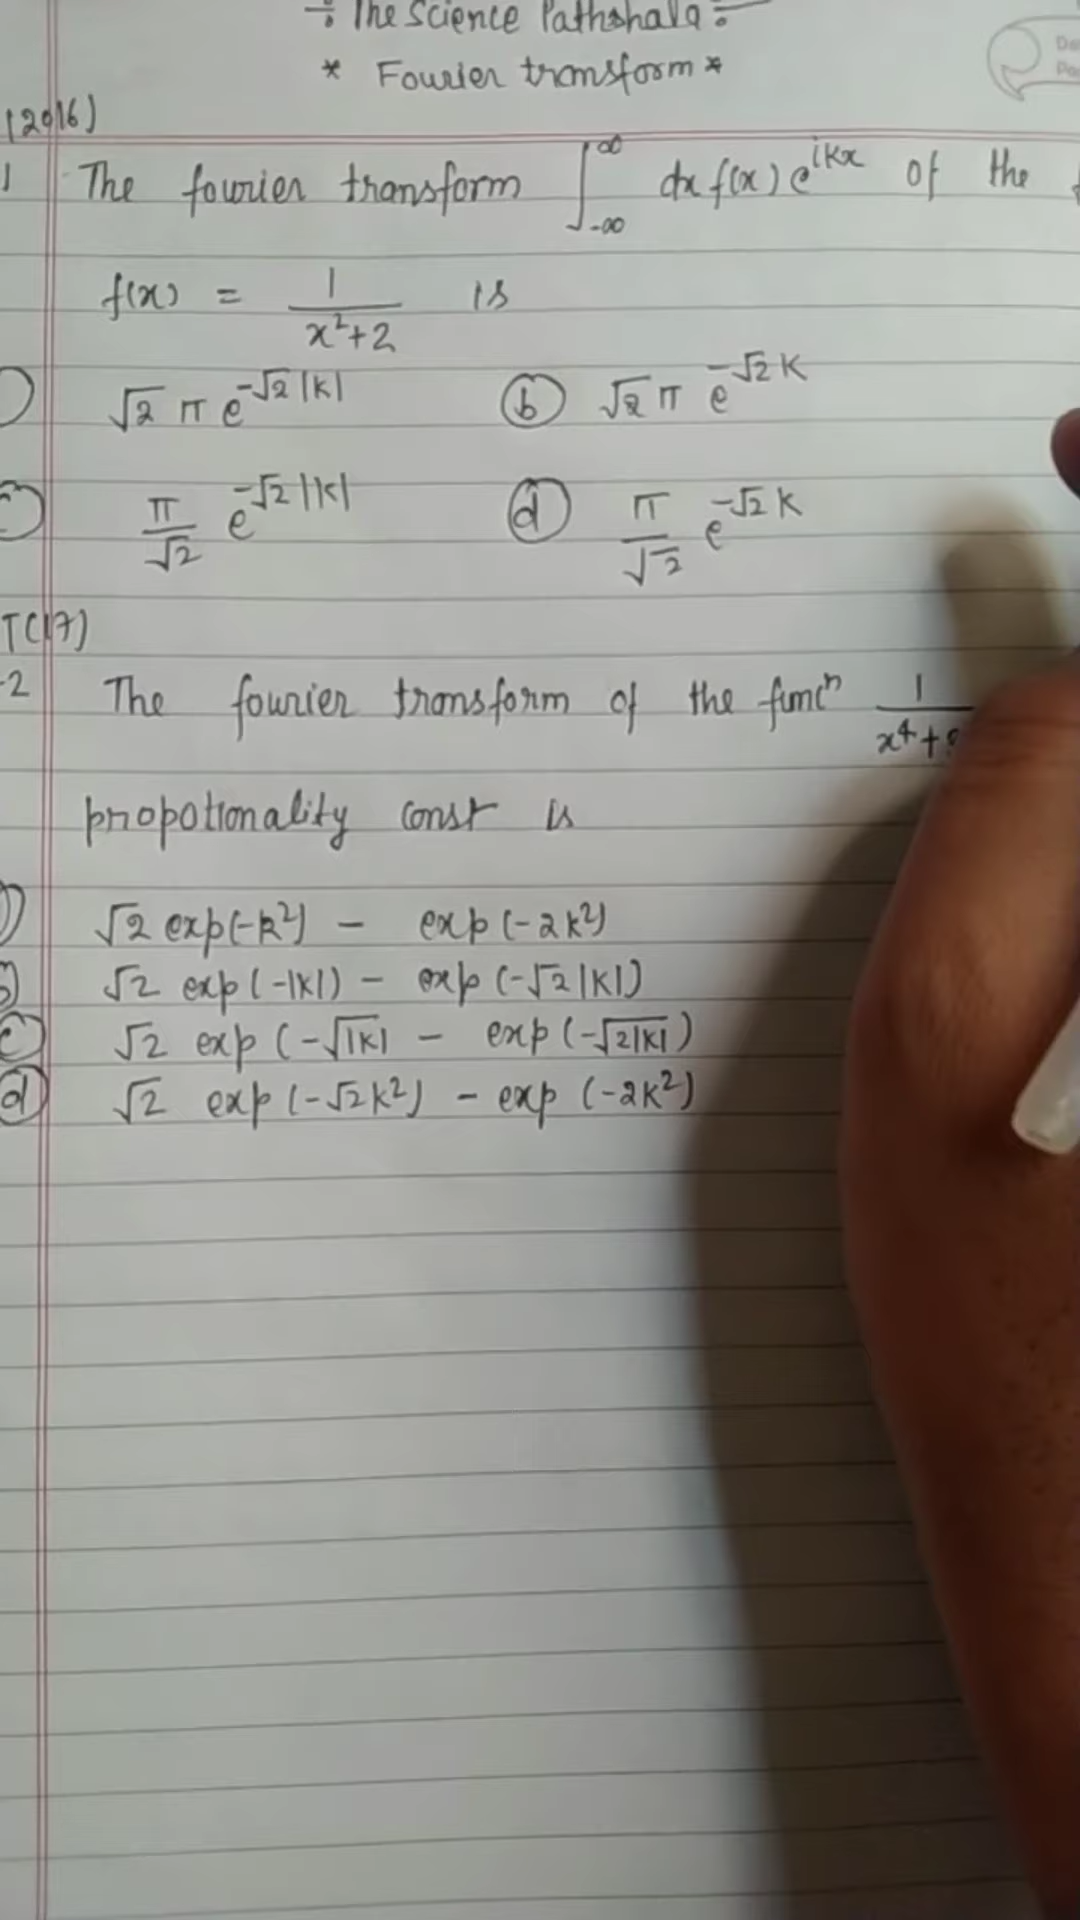 ÷ The Science Pathshala ÷
* Fourier transform *
(2016)
1 The fourier transform ∫_{-∞}^{∞} dx f(x) e^{ikx} of the
f(x) = 1/(x²+2) is
√2 π e^{-√2|k|} (b) √2 π e^{-√2k}
π/√2 e^{-√2|k|} (d) π/√2 e^{-√2k}
T(17)
-2 The fourier transform of the funcⁿ 1/(x⁴+
propotionality const is
√2 exp(-k²) - exp(-2k²)
√2 exp(-|k|) - exp(-√2|k|)
(c) √2 exp(-√|k| - exp(-√2|k|)
(d) √2 exp(-√2k²) - exp(-2k²)